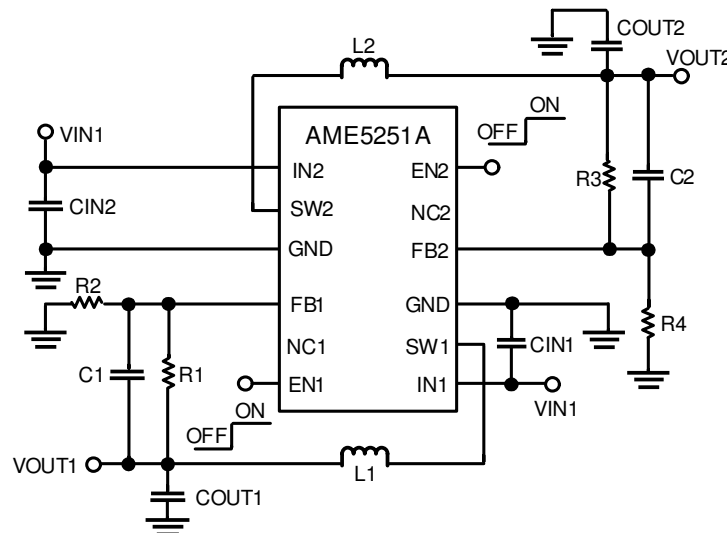 COUT2
L2
VOUT2
ON
OFF
AME5251A
VIN1
IN2
EN2
R3
C2
CIN2
SW2
NC2
GND
FB2
R2
FB1
GND
R4
C1
R1
NC1
SW1
CIN1
EN1
IN1
VIN1
ON
OFF
VOUT1
L1
COUT1